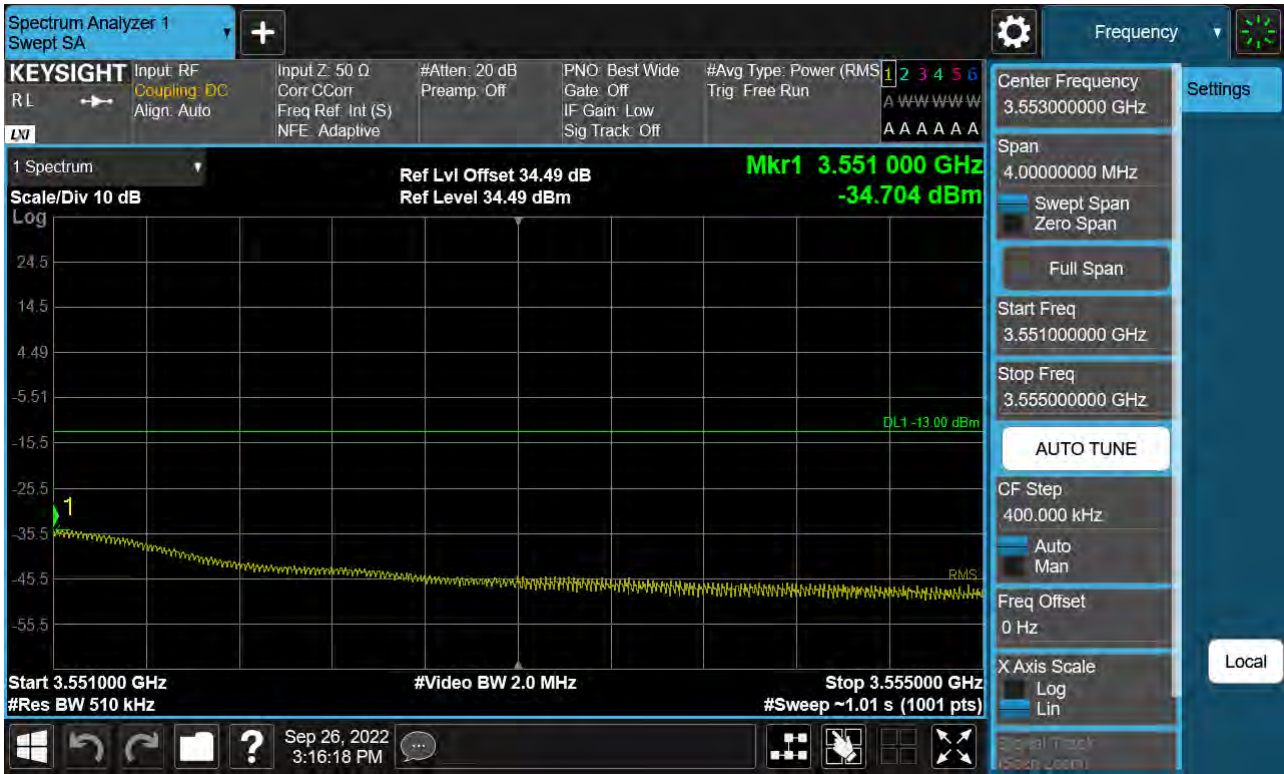 Spectrum Analyzer 1
Swept SA
+
Frequency
KEYSIGHT
RL
LXI
Input: RF
Coupling: DC
Align: Auto
Input Z: 50 Ω
Corr CCorr
Freq Ref: Int (S)
NFE: Adaptive
#Atten: 20 dB
Preamp: Off
PNO: Best Wide
Gate: Off
IF Gain: Low
Sig Track: Off
#Avg Type: Power (RMS
Trig: Free Run
1 2 3 4 5 6
A W W W W W
A A A A A A
1 Spectrum
Scale/Div 10 dB
Log
Ref Lvl Offset 34.49 dB
Ref Level 34.49 dBm
Mkr1 3.551 000 GHz
-34.704 dBm
24.5
14.5
4.49
-5.51
DL1 -13.00 dBm
-15.5
-25.5
1
-35.5
-45.5
RMS
-55.5
Start 3.551000 GHz
#Video BW 2.0 MHz
Stop 3.555000 GHz
#Res BW 510 kHz
#Sweep ~1.01 s (1001 pts)
Sep 26, 2022
3:16:18 PM
?
Center Frequency
3.553000000 GHz
Span
4.00000000 MHz
Swept Span
Zero Span
Full Span
Start Freq
3.551000000 GHz
Stop Freq
3.555000000 GHz
AUTO TUNE
CF Step
400.000 kHz
Auto
Man
Freq Offset
0 Hz
X Axis Scale
Log
Lin
Signal Track
(Span Zoom)
Settings
Local